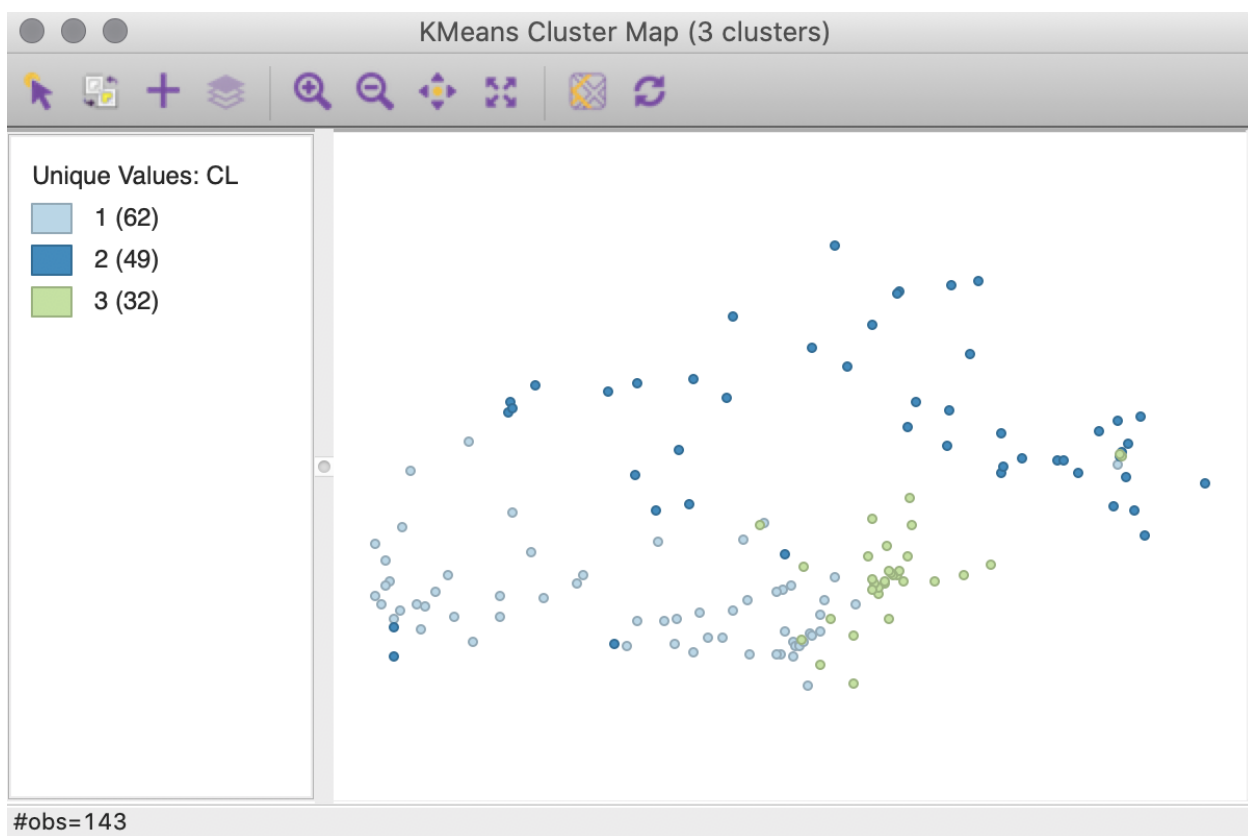 KMeans Cluster Map (3 clusters)
Unique Values: CL
1 (62)
2 (49)
3 (32)
#obs=143